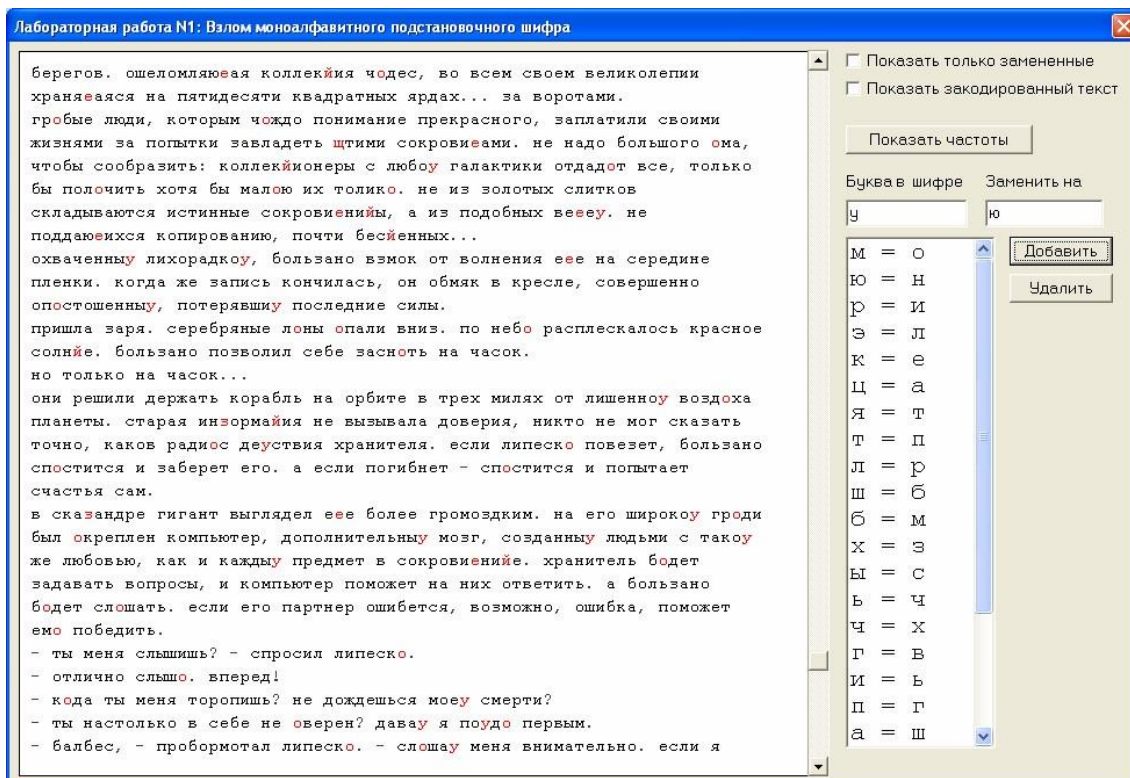 Лабораторная работа N1: Взлом моноалфавитного подстановочного шифра
берегов. ошеломляюеая коллекйия чодес, во всем своем великолепии
храняеаяся на пятидесяти квадратных ярдах... за воротами.
гробые люди, которым чождо понимание прекрасного, заплатили своими
жизнями за попытки завладеть щтими сокровиеами. не надо большого ома,
чтобы сообразить: коллекйионеры с любоу галактики отдадот все, только
бы полочить хотя бы малою их толико. не из золотых слитков
складываются истинные сокровиенийы, а из подобных веееу. не
поддаюеихся копированию, почти бесйенных...
охваченныу лихорадкоу, больязано взмок от волнения еее на середине
пленки. когда же запись кончилась, он обмяк в кресле, совершенно
опостошенныу, потерявшиу последние силы.
пришла заря. серебряные лоны опали вниз. по небо расплескалось красное
солнйе. бользано позволил себе засноть на часок.
но только на часок...
они решили держать корабль на орбите в трех милях от лишенноу воздоха
планеты. старая инзормайия не вызывала доверия, никто не мог сказать
точно, каков радиос деуствия хранителя. если липеско повезет, бользано
спостится и заберет его. а если погибнет - спостится и попытает
счастья сам.
в сказандре гигант выглядел еее более громоздким. на его широкоу гроди
был окреплен компьютер, дополнительныу мозг, созданныу людьми с такоу
же любовью, как и каждыу предмет в сокровиенийе. хранитель бодет
задавать вопросы, и компьютер поможет на них ответить. а бользано
бодет слошать. если его партнер ошибется, возможно, ошибка, поможет
емо победить.
- ты меня слышишь? - спросил липеско.
- отлично слышо. вперед!
- кода ты меня торопишь? не дождешься моеу смерти?
- ты настолько в себе не оверен? давау я поудо первым.
- балбес, - пробормотал липеско. - слошау меня внимательно. если я
Показать только замененные
Показать закодированный текст
Показать частоты
Буква в шифре Заменить на
у ю
Добавить
Удалить
м = о
ю = н
р = и
э = л
к = е
ц = а
я = т
т = п
л = р
ш = б
б = м
х = з
ы = с
ь = ч
ч = х
г = в
и = ь
п = г
а = ш